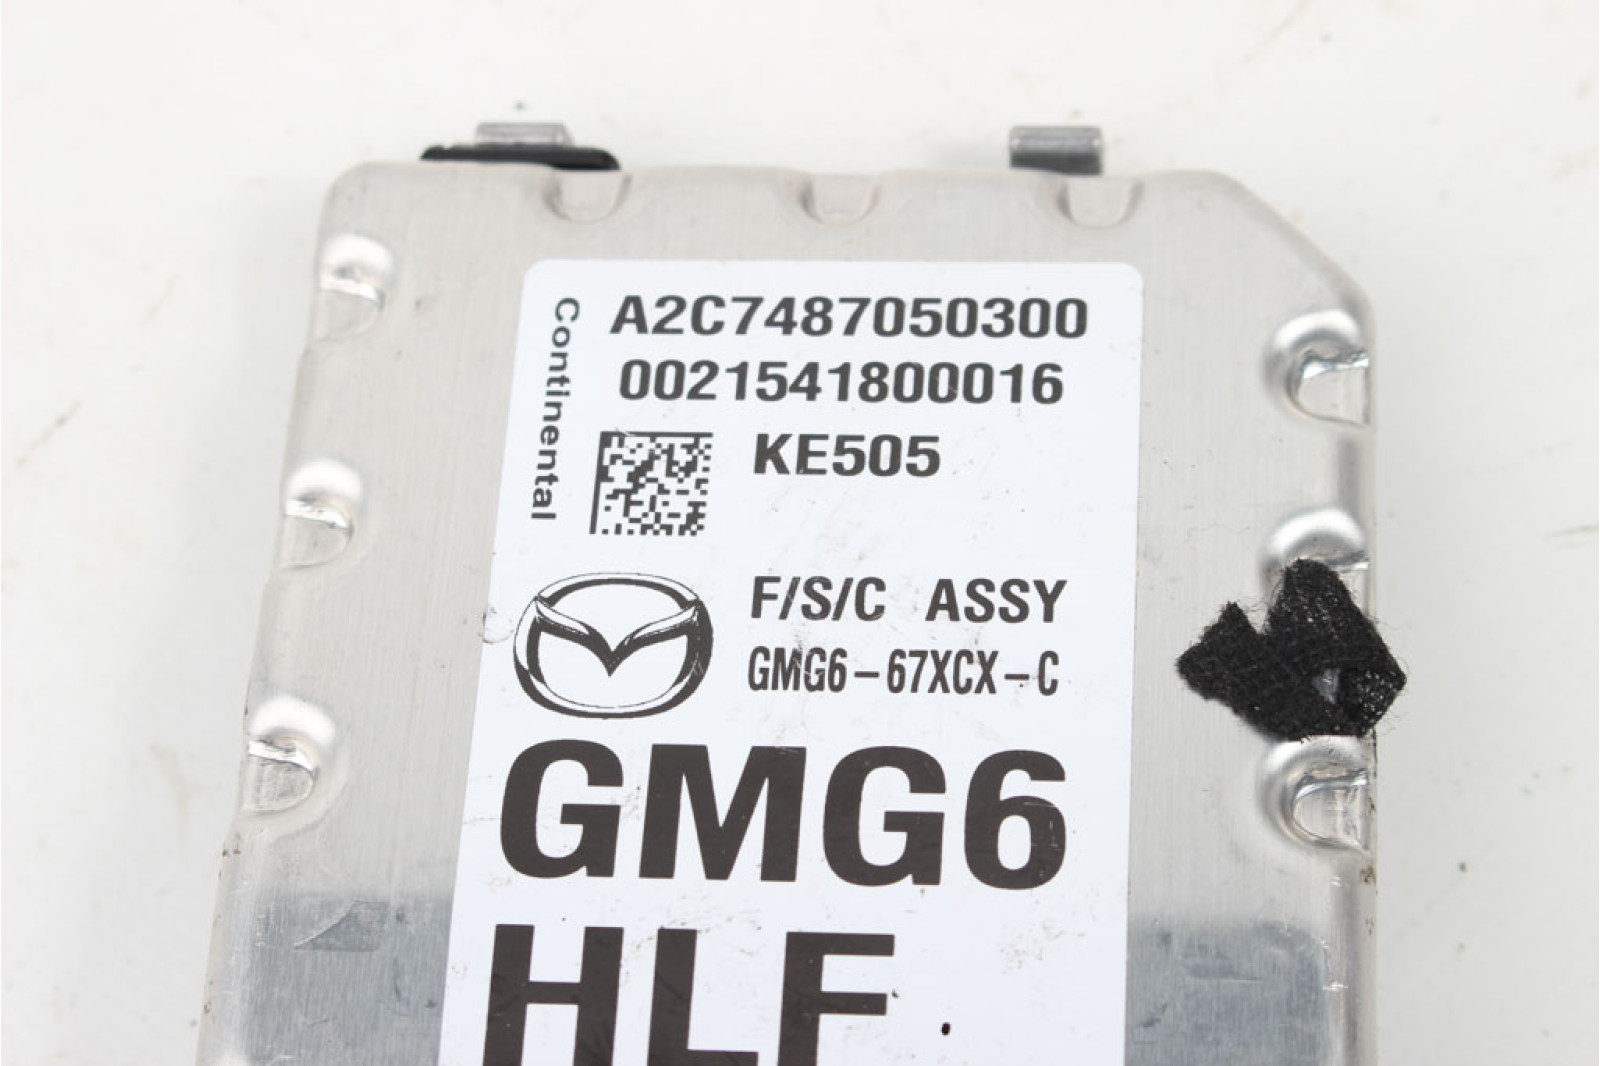 Continental
A2C7487050300
0021541800016
KE505
F/S/C ASSY
GMG6-67XCX-C
GMG6